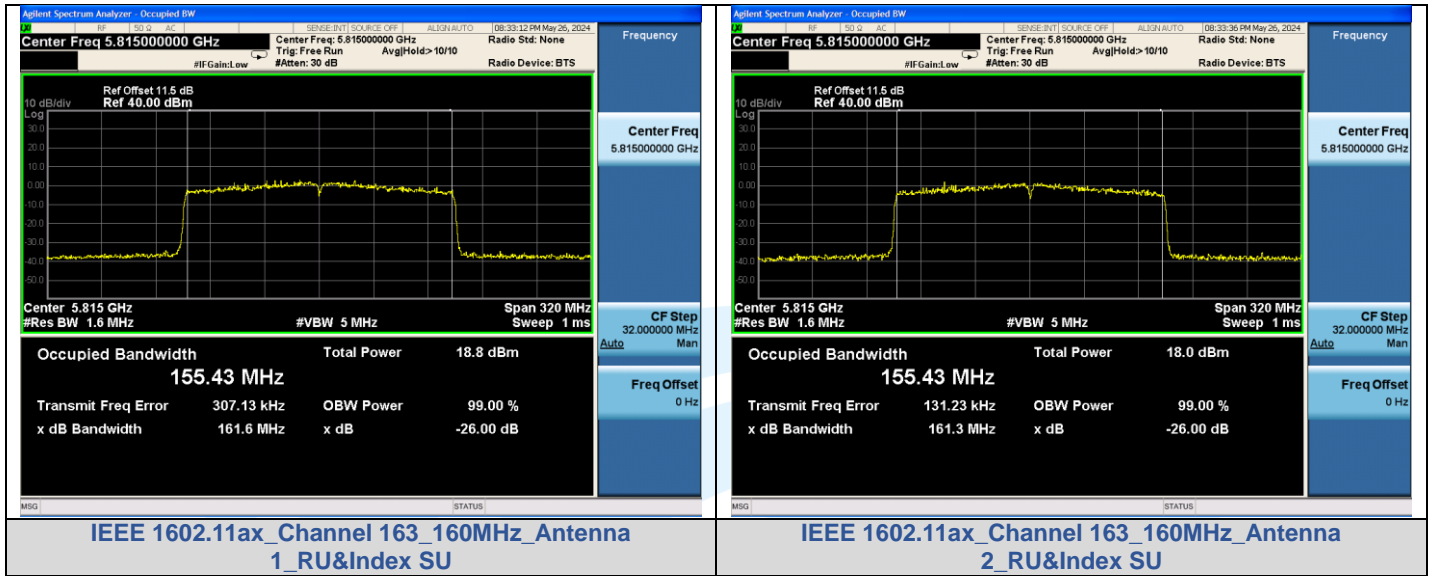 Agilent Spectrum Analyzer - Occupied BW
RF 50 Ω AC SENSE:INT SOURCE OFF ALIGN AUTO 08:33:12 PM May 26, 2024
Center Freq 5.815000000 GHz
Center Freq: 5.815000000 GHz
Radio Std: None
Trig: Free Run Avg|Hold:> 10/10
#IFGain:Low #Atten: 30 dB Radio Device: BTS
Ref Offset 11.5 dB
10 dB/div Ref 40.00 dBm
Log
30.0
20.0
10.0
0.00
-10.0
-20.0
-30.0
-40.0
-50.0
Center 5.815 GHz Span 320 MHz
#Res BW 1.6 MHz #VBW 5 MHz Sweep 1 ms
Occupied Bandwidth Total Power 18.8 dBm
155.43 MHz
Transmit Freq Error 307.13 kHz OBW Power 99.00 %
x dB Bandwidth 161.6 MHz x dB -26.00 dB
MSG STATUS
Frequency
Center Freq
5.815000000 GHz
CF Step
32.000000 MHz
Auto Man
Freq Offset
0 Hz
IEEE 1602.11ax_Channel 163_160MHz_Antenna
1_RU&Index SU
Agilent Spectrum Analyzer - Occupied BW
RF 50 Ω AC SENSE:INT SOURCE OFF ALIGN AUTO 08:33:36 PM May 26, 2024
Center Freq 5.815000000 GHz
Center Freq: 5.815000000 GHz
Radio Std: None
Trig: Free Run Avg|Hold:> 10/10
#IFGain:Low #Atten: 30 dB Radio Device: BTS
Ref Offset 11.5 dB
10 dB/div Ref 40.00 dBm
Log
30.0
20.0
10.0
0.00
-10.0
-20.0
-30.0
-40.0
-50.0
Center 5.815 GHz Span 320 MHz
#Res BW 1.6 MHz #VBW 5 MHz Sweep 1 ms
Occupied Bandwidth Total Power 18.0 dBm
155.43 MHz
Transmit Freq Error 131.23 kHz OBW Power 99.00 %
x dB Bandwidth 161.3 MHz x dB -26.00 dB
MSG STATUS
Frequency
Center Freq
5.815000000 GHz
CF Step
32.000000 MHz
Auto Man
Freq Offset
0 Hz
IEEE 1602.11ax_Channel 163_160MHz_Antenna
2_RU&Index SU